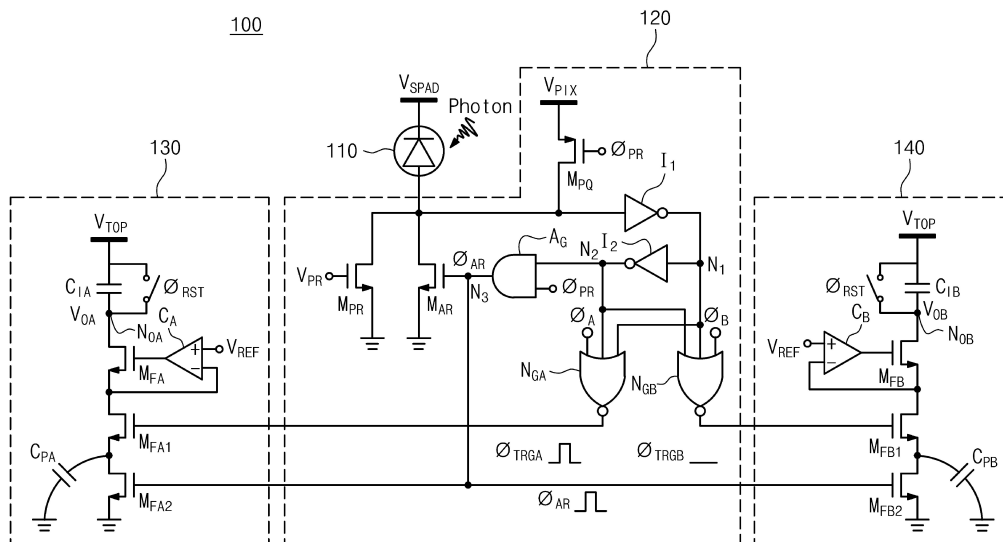 100
120
V_SPAD
V_PIX
Photon
130
110
Ø_PR
140
M_PQ
I_1
V_TOP
V_TOP
A_G
N_2
I_2
N_1
Ø_AR
C_IA
Ø_RST
V_PR
N_3
Ø_PR
Ø_RST
C_IB
V_OA
N_OA
C_A
M_PR
M_AR
Ø_A
Ø_B
V_OB
C_B
N_OB
+
V_REF
V_REF
+
−
−
M_FA
N_GA
N_GB
M_FB
M_FA1
M_FB1
C_PA
Ø_TRGA
Ø_TRGB
C_PB
M_FA2
Ø_AR
M_FB2